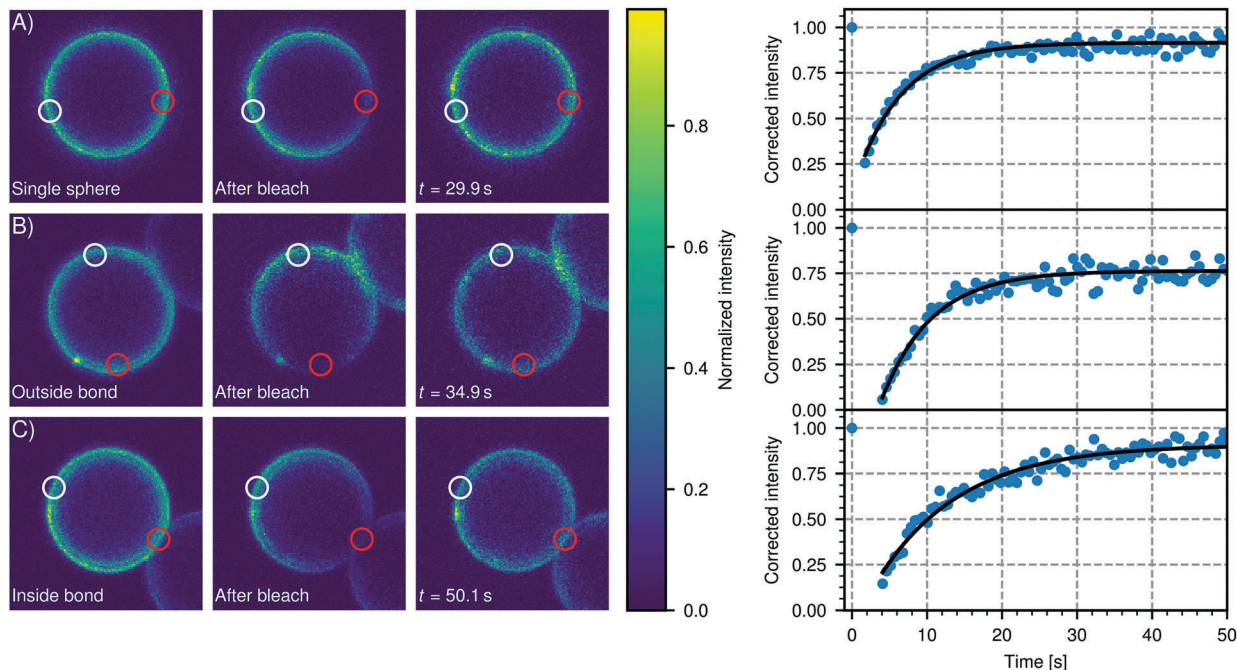 A)
Single sphere
After bleach
t = 29.9 s
B)
Outside bond
After bleach
t = 34.9 s
C)
Inside bond
After bleach
t = 50.1 s
0.8
0.6
0.4
0.2
0.0
Normalized intensity
1.00
0.75
0.50
0.25
0.00
Corrected intensity
1.00
0.75
0.50
0.25
0.00
Corrected intensity
1.00
0.75
0.50
0.25
0.00
Corrected intensity
0 10 20 30 40 50
Time [s]